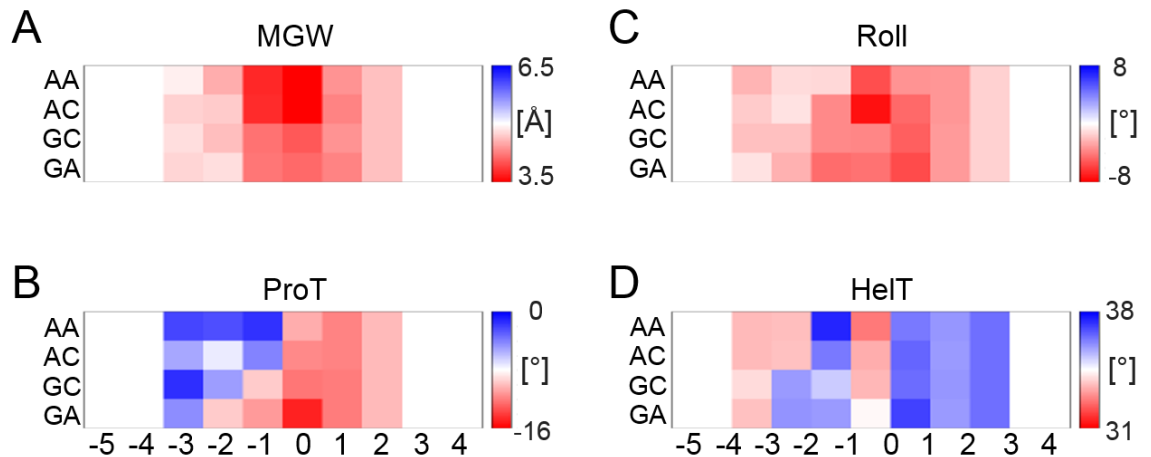 A
MGW
AA
AC
GC
GA
6.5
[Å]
3.5
C
Roll
AA
AC
GC
GA
8
[°]
-8
B
ProT
AA
AC
GC
GA
0
[°]
-16
-5 -4 -3 -2 -1 0 1 2 3 4
D
HelT
AA
AC
GC
GA
38
[°]
31
-5 -4 -3 -2 -1 0 1 2 3 4